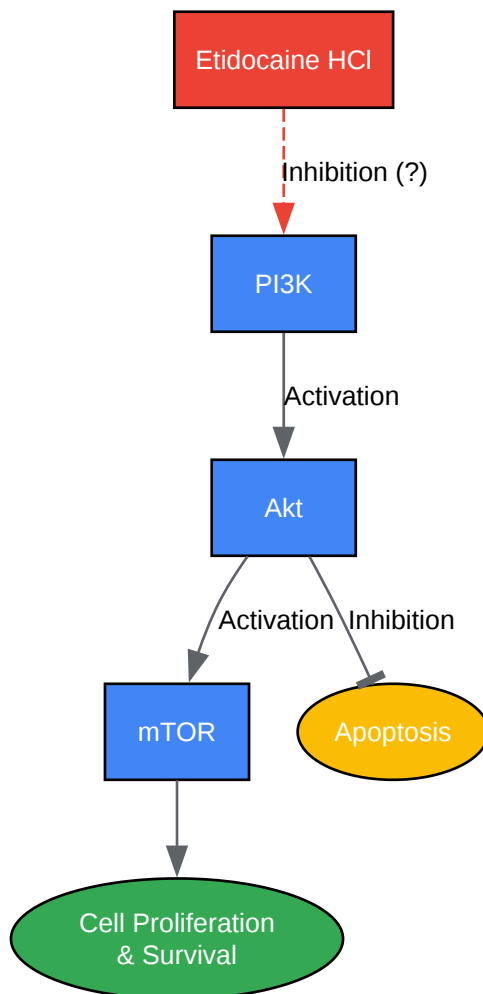 Etidocaine HCl
Inhibition (?)
PI3K
Activation
Akt
Activation
Inhibition
mTOR
Apoptosis
Cell Proliferation
& Survival